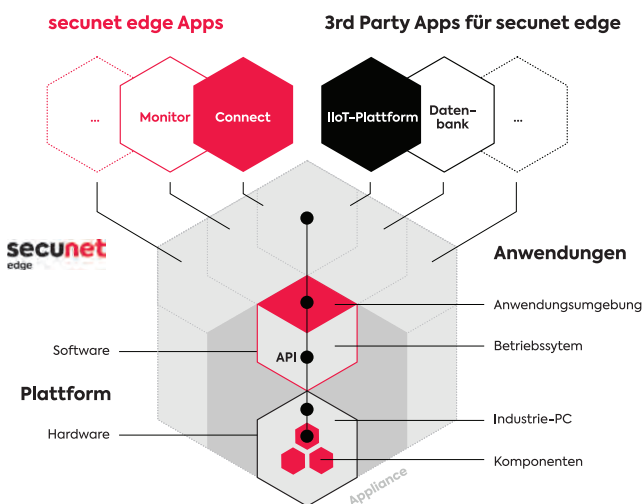 secunet edge Apps
3rd Party Apps für secunet edge
...
Monitor
Connect
IIoT-Plattform
Daten-
bank
...
secunet
edge
Anwendungen
Anwendungsumgebung
Software
API
Betriebssytem
Plattform
Hardware
Industrie-PC
Komponenten
Appliance